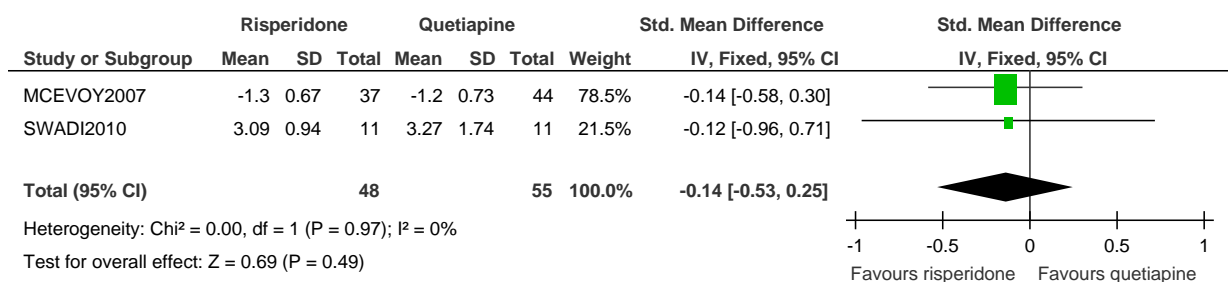 Risperidone Quetiapine Std. Mean Difference Std. Mean Difference
Study or Subgroup Mean SD Total Mean SD Total Weight IV, Fixed, 95% CI IV, Fixed, 95% CI
MCEVOY2007 -1.3 0.67 37 -1.2 0.73 44 78.5% -0.14 [-0.58, 0.30]
SWADI2010 3.09 0.94 11 3.27 1.74 11 21.5% -0.12 [-0.96, 0.71]
Total (95% CI) 48 55 100.0% -0.14 [-0.53, 0.25]
Heterogeneity: Chi² = 0.00, df = 1 (P = 0.97); I² = 0%
Test for overall effect: Z = 0.69 (P = 0.49)
-1 -0.5 0 0.5 1
Favours risperidone Favours quetiapine